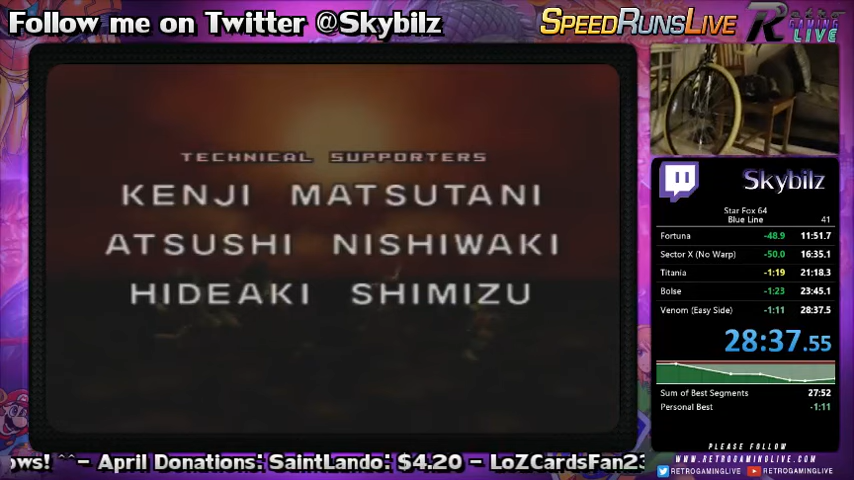 Follow me on Twitter @Skybilz
SPEEDRUNSLIVE
Retro
GAMING
LIVE
TECHNICAL SUPPORTERS
KENJI MATSUTANI
ATSUSHI NISHIWAKI
HIDEAKI SHIMIZU
Skybilz
Star Fox 64
Blue Line 41
Fortuna -48.9 11:51.7
Sector X (No Warp) -50.0 16:35.1
Titania -1:19 21:18.3
Bolse -1:23 23:45.1
Venom (Easy Side) -1:11 28:37.5
28:37.55
Sum of Best Segments 27:52
Personal Best -1:11
PLEASE FOLLOW
WWW.RETROGAMINGLIVE.COM
RETROGAMINGLIVE RETROGAMINGLIVE
ows! ^^- April Donations: SaintLando: $4.20 - LoZCardsFan23